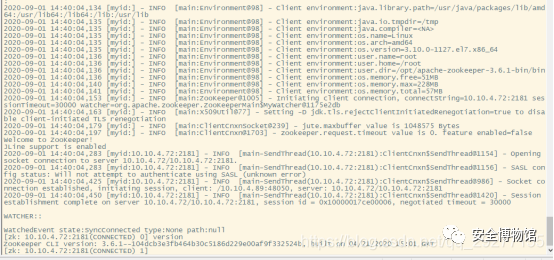 2020-09-01 14:40:04,134 [myid:] - INFO  [main:Environment@98] - Client environment:java.library.path=/usr/java/packages/lib/amd
64:/usr/lib64:/lib64:/lib:/usr/lib
2020-09-01 14:40:04,135 [myid:] - INFO  [main:Environment@98] - Client environment:java.io.tmpdir=/tmp
2020-09-01 14:40:04,135 [myid:] - INFO  [main:Environment@98] - Client environment:java.compiler=<NA>
2020-09-01 14:40:04,135 [myid:] - INFO  [main:Environment@98] - Client environment:os.name=Linux
2020-09-01 14:40:04,135 [myid:] - INFO  [main:Environment@98] - Client environment:os.arch=amd64
2020-09-01 14:40:04,135 [myid:] - INFO  [main:Environment@98] - Client environment:os.version=3.10.0-1127.el7.x86_64
2020-09-01 14:40:04,136 [myid:] - INFO  [main:Environment@98] - Client environment:user.name=root
2020-09-01 14:40:04,136 [myid:] - INFO  [main:Environment@98] - Client environment:user.home=/root
2020-09-01 14:40:04,136 [myid:] - INFO  [main:Environment@98] - Client environment:user.dir=/opt/apache-zookeeper-3.6.1-bin/bin
2020-09-01 14:40:04,136 [myid:] - INFO  [main:Environment@98] - Client environment:os.memory.free=51MB
2020-09-01 14:40:04,140 [myid:] - INFO  [main:Environment@98] - Client environment:os.memory.max=228MB
2020-09-01 14:40:04,141 [myid:] - INFO  [main:Environment@98] - Client environment:os.memory.total=57MB
2020-09-01 14:40:04,153 [myid:] - INFO  [main:ZooKeeper@1005] - Initiating client connection, connectString=10.10.4.72:2181 ses
sionTimeout=30000 watcher=org.apache.zookeeper.ZooKeeperMain$MyWatcher@3175e2db
2020-09-01 14:40:04,163 [myid:] - INFO  [main:X509Util@77] - Setting -D jdk.tls.rejectClientInitiatedRenegotiation=true to disa
ble client-initiated TLS renegotiation
2020-09-01 14:40:04,179 [myid:] - INFO  [main:ClientCnxnSocket@239] - jute.maxbuffer value is 1048575 Bytes
2020-09-01 14:40:04,197 [myid:] - INFO  [main:ClientCnxn@1703] - zookeeper.request.timeout value is 0. feature enabled=false
Welcome to ZooKeeper!
JLine support is enabled
2020-09-01 14:40:04,283 [myid:10.10.4.72:2181] - INFO  [main-SendThread(10.10.4.72:2181):ClientCnxn$SendThread@1154] - Opening
socket connection to server 10.10.4.72/10.10.4.72:2181.
2020-09-01 14:40:04,283 [myid:10.10.4.72:2181] - INFO  [main-SendThread(10.10.4.72:2181):ClientCnxn$SendThread@1156] - SASL con
fig status: Will not attempt to authenticate using SASL (unknown error)
2020-09-01 14:40:04,425 [myid:10.10.4.72:2181] - INFO  [main-SendThread(10.10.4.72:2181):ClientCnxn$SendThread@986] - Socket co
nnection established, initiating session, client: /10.10.4.89:48050, server: 10.10.4.72/10.10.4.72:2181
2020-09-01 14:40:04,450 [myid:10.10.4.72:2181] - INFO  [main-SendThread(10.10.4.72:2181):ClientCnxn$SendThread@1420] - Session
establishment complete on server 10.10.4.72/10.10.4.72:2181, session id = 0x10000017ce00006, negotiated timeout = 30000

WATCHER::

WatchedEvent state:SyncConnected type:None path:null
[zk: 10.10.4.72:2181(CONNECTED) 0] version
ZooKeeper CLI version: 3.6.1--104dcb3e3fb464b30c5186d229e00af9f332524b, built on 04/21/2020 15:01 GMT
[zk: 10.10.4.72:2181(CONNECTED) 1]
安全博物馆